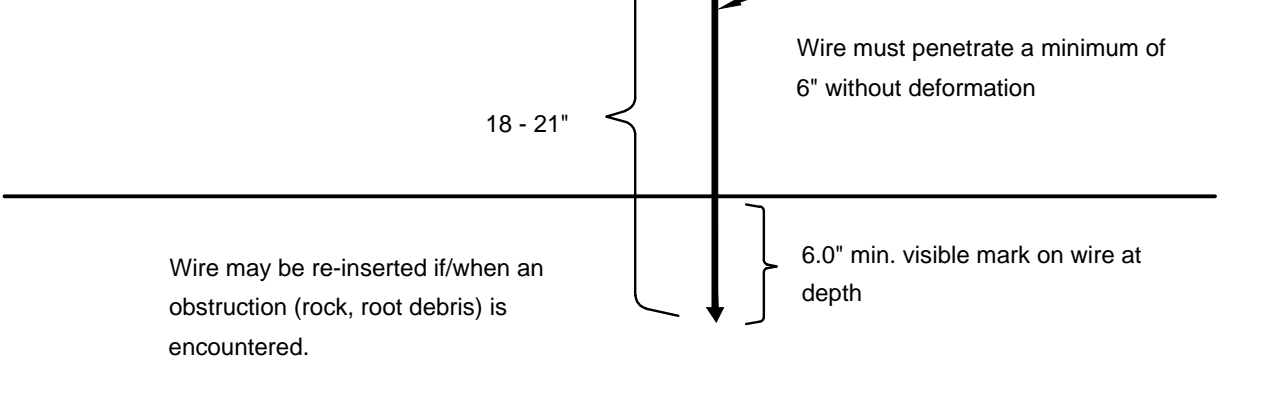 Wire must penetrate a minimum of
6" without deformation
18 - 21"
6.0" min. visible mark on wire at
depth
Wire may be re-inserted if/when an
obstruction (rock, root debris) is
encountered.